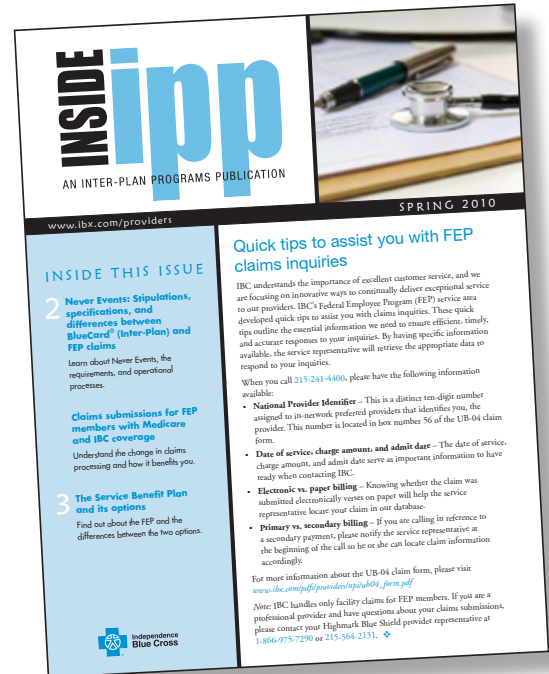 INSIDE
ipp
AN INTER-PLAN PROGRAMS PUBLICATION
www.ibx.com/providers
SPRING 2010
INSIDE THIS ISSUE
2 Never Events: Stipulations,
specifications, and
differences between
BlueCard® (Inter-Plan) and
FEP claims
Learn about Never Events, the
requirements, and operational
processes.
Claims submissions for FEP
members with Medicare
and IBC coverage
Understand the change in claims
processing and how it benefits you.
3 The Service Benefit Plan
and its options
Find out about the FEP and the
differences between the two options.
Independence
Blue Cross
Quick tips to assist you with FEP
claims inquiries
IBC understands the importance of excellent customer service, and we
are focusing on innovative ways to continually deliver exceptional service
to our providers. IBC's Federal Employee Program (FEP) service area
developed quick tips to assist you with claims inquiries. These quick
tips outline the essential information we need to ensure efficient, timely,
and accurate responses to your inquiries. By having specific information
available, the service representative will retrieve the appropriate data to
respond to your inquiries.
When you call 215-241-4400, please have the following information
available:
• National Provider Identifier – This is a distinct ten-digit number
assigned to in-network preferred providers that identifies you, the
provider. This number is located in box number 56 of the UB-04 claim
form.
• Date of service, charge amount, and admit date – The date of service,
charge amount, and admit date serve as important information to have
ready when contacting IBC.
• Electronic vs. paper billing – Knowing whether the claim was
submitted electronically verses on paper will help the service
representative locate your claim in our database.
• Primary vs. secondary billing – If you are calling in reference to
a secondary payment, please notify the service representative at
the beginning of the call so he or she can locate claim information
accordingly.
For more information about the UB-04 claim form, please visit
www.ibx.com/pdfs/providers/npi/ub04_form.pdf
Note: IBC handles only facility claims for FEP members. If you are a
professional provider and have questions about your claims submissions,
please contact your Highmark Blue Shield provider representative at
1-866-975-7290 or 215-564-2131. ❖